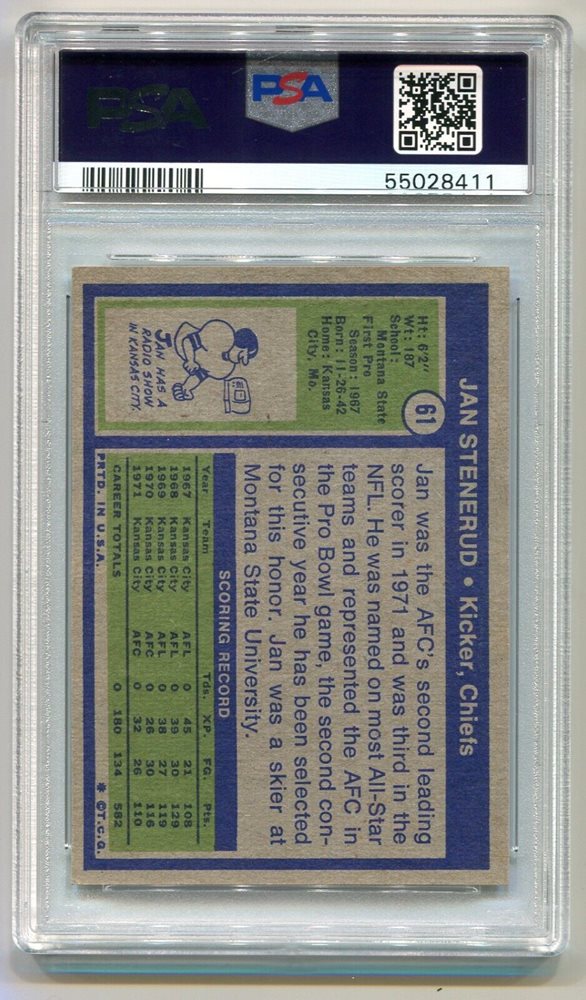 PSA
PSA
55028411
JAN STENERUD • Kicker, Chiefs
61
Ht: 6'2"
Wt: 187
School:
Montana State
First Pro
Season: 1967
Born: 11-26-42
Home: Kansas
City, Mo.
JAN HAS A
RADIO SHOW
IN KANSAS CITY.
Jan was the AFC's second leading
scorer in 1971 and was third in the
NFL. He was named on most All-Star
teams and represented the AFC in
the Pro Bowl game, the second con-
secutive year he has been selected
for this honor. Jan was a skier at
Montana State University.
SCORING RECORD
Year Team Tds. XP. FG. Pts.
1967 Kansas City AFL 0 45 21 108
1968 Kansas City AFL 0 39 30 129
1969 Kansas City AFL 0 38 27 119
1970 Kansas City AFC 0 26 30 116
1971 Kansas City AFC 0 32 26 110
CAREER TOTALS 0 180 134 582
PRTD. IN U.S.A. * ©T.C.G.